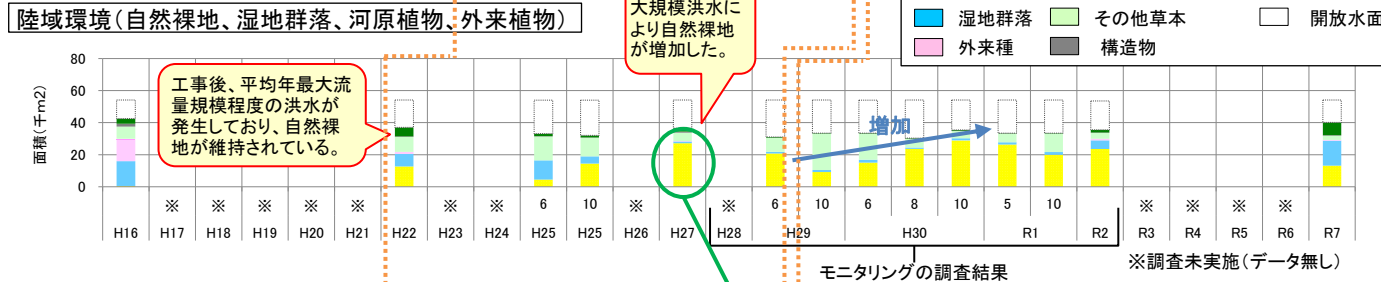 陸域環境（自然裸地、湿地群落、河原植物、外来植物）
大規模洪水に
より自然裸地
が増加した。
湿地群落
その他草本
開放水面
外来種
構造物
工事後、平均年最大流
量規模程度の洪水が
発生しており、自然裸
地が維持されている。
増加
面積（千m2）
80
60
40
20
0
※ ※ ※ ※ ※ ※ ※ 6 10 ※ ※ 6 10 6 8 10 5 10 ※ ※ ※ ※
H16 H17 H18 H19 H20 H21 H22 H23 H24 H25 H25 H26 H27 H28 H29 H30 R1 R2 R3 R4 R5 R6 R7
モニタリングの調査結果
※調査未実施（データ無し）